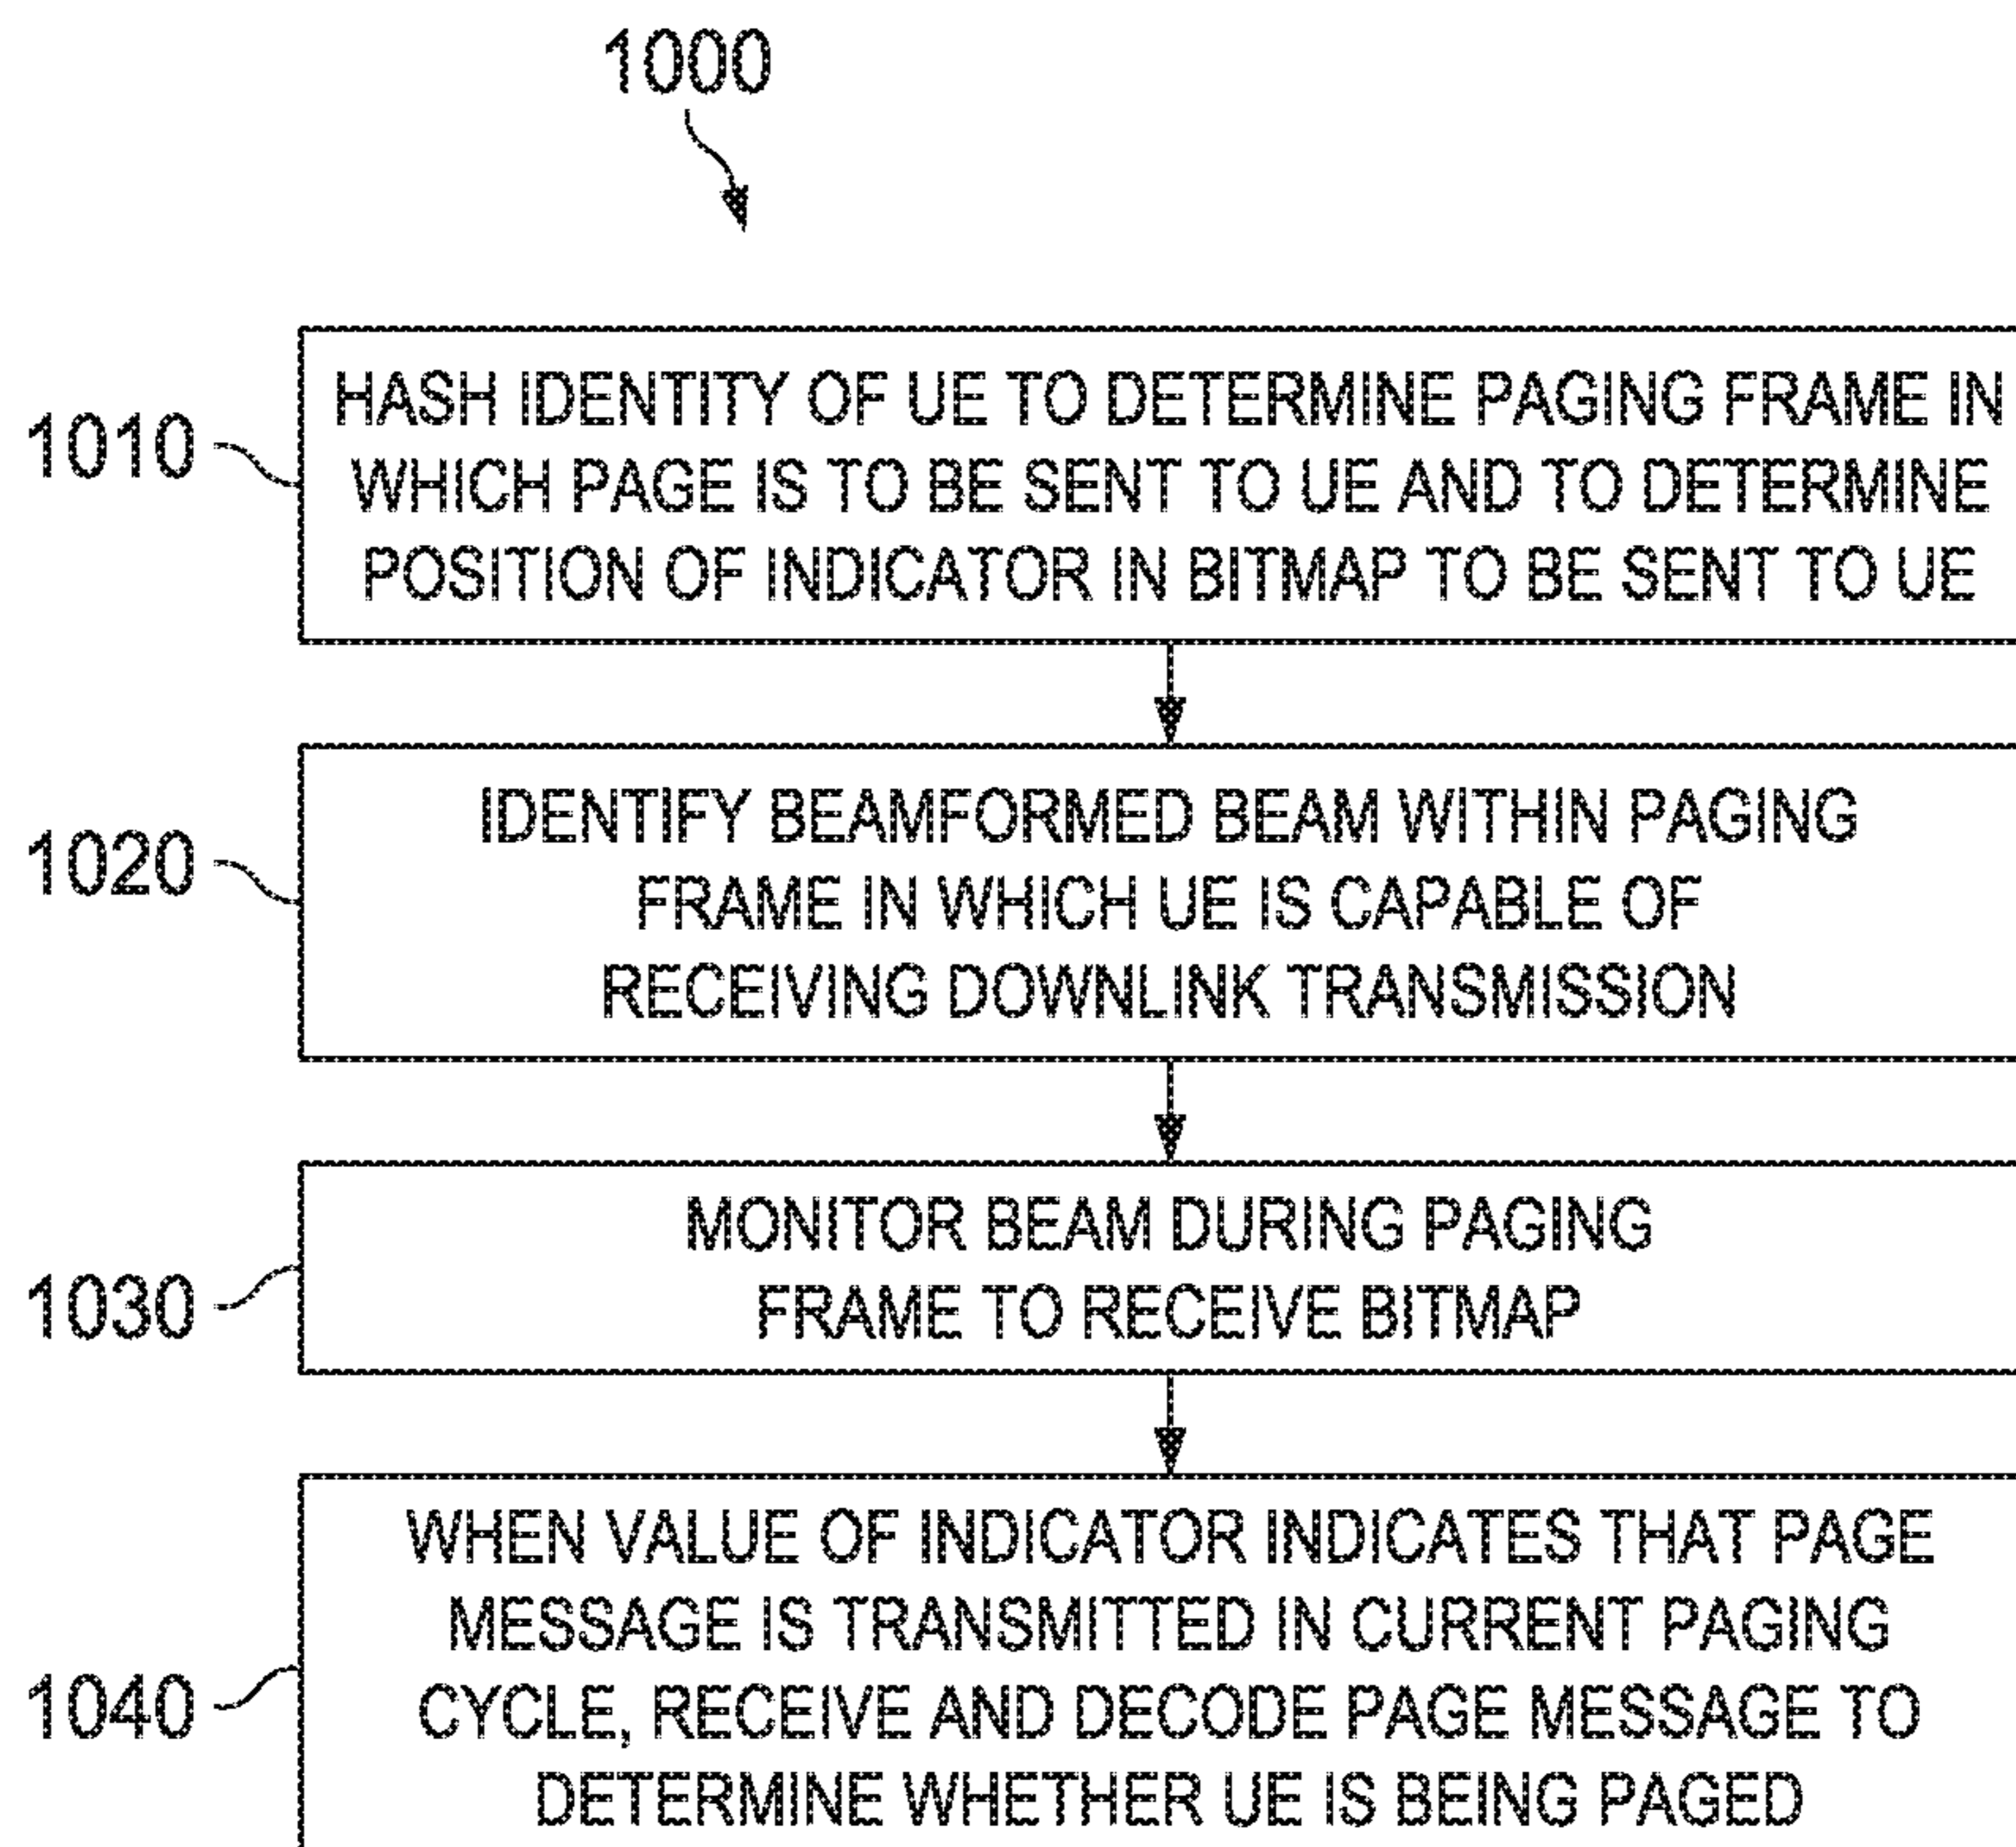 1000
1010
HASH IDENTITY OF UE TO DETERMINE PAGING FRAME IN
WHICH PAGE IS TO BE SENT TO UE AND TO DETERMINE
POSITION OF INDICATOR IN BITMAP TO BE SENT TO UE
1020
IDENTIFY BEAMFORMED BEAM WITHIN PAGING
FRAME IN WHICH UE IS CAPABLE OF
RECEIVING DOWNLINK TRANSMISSION
1030
MONITOR BEAM DURING PAGING
FRAME TO RECEIVE BITMAP
1040
WHEN VALUE OF INDICATOR INDICATES THAT PAGE
MESSAGE IS TRANSMITTED IN CURRENT PAGING
CYCLE, RECEIVE AND DECODE PAGE MESSAGE TO
DETERMINE WHETHER UE IS BEING PAGED